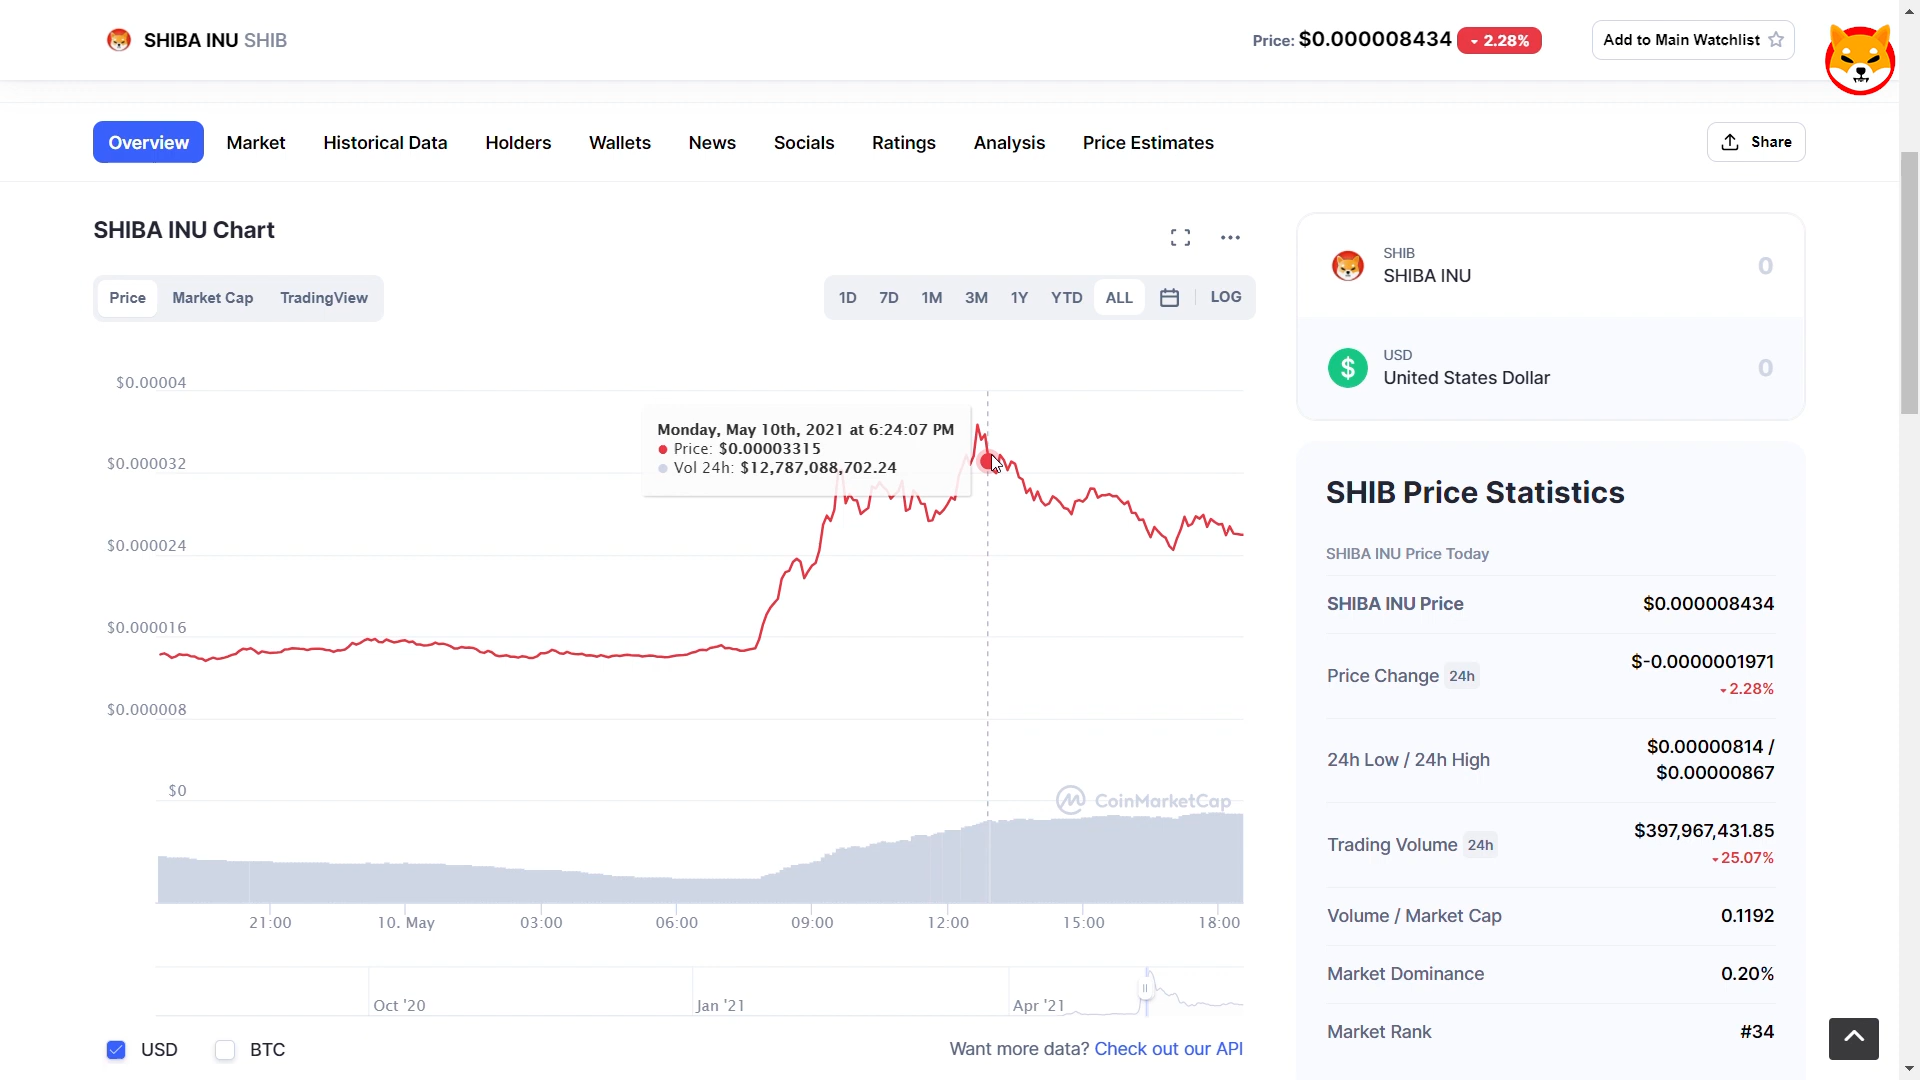 SHIBA INU SHIB
Price: $0.000008434 2.28%
Add to Main Watchlist
Overview Market Historical Data Holders Wallets News Socials Ratings Analysis Price Estimates
Share
SHIBA INU Chart
Price Market Cap TradingView
1D 7D 1M 3M 1Y YTD ALL LOG
$0.00004
$0.000032
$0.000024
$0.000016
$0.000008
$0
Monday, May 10th, 2021 at 6:24:07 PM
Price: $0.00003315
Vol 24h: $12,787,088,702.24
CoinMarketCap
21:00 10. May 03:00 06:00 09:00 12:00 15:00 18:00
Oct '20 Jan '21 Apr '21
USD BTC
Want more data? Check out our API
SHIB
SHIBA INU
0
USD
United States Dollar
0
$
SHIB Price Statistics
SHIBA INU Price Today
SHIBA INU Price $0.000008434
Price Change 24h $-0.0000001971
2.28%
24h Low / 24h High $0.00000814 /
$0.00000867
Trading Volume 24h $397,967,431.85
25.07%
Volume / Market Cap 0.1192
Market Dominance 0.20%
Market Rank #34